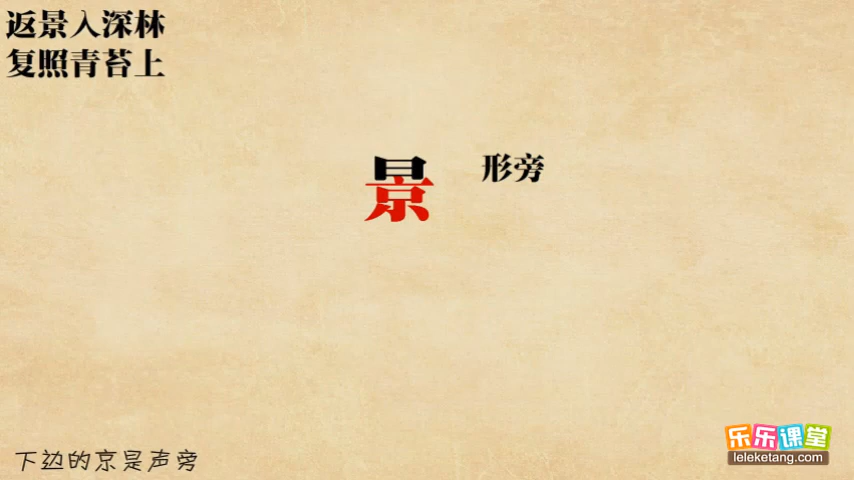 返景入深林
复照青苔上
景
形旁
下边的京是声旁
乐乐课堂
leleketang.com